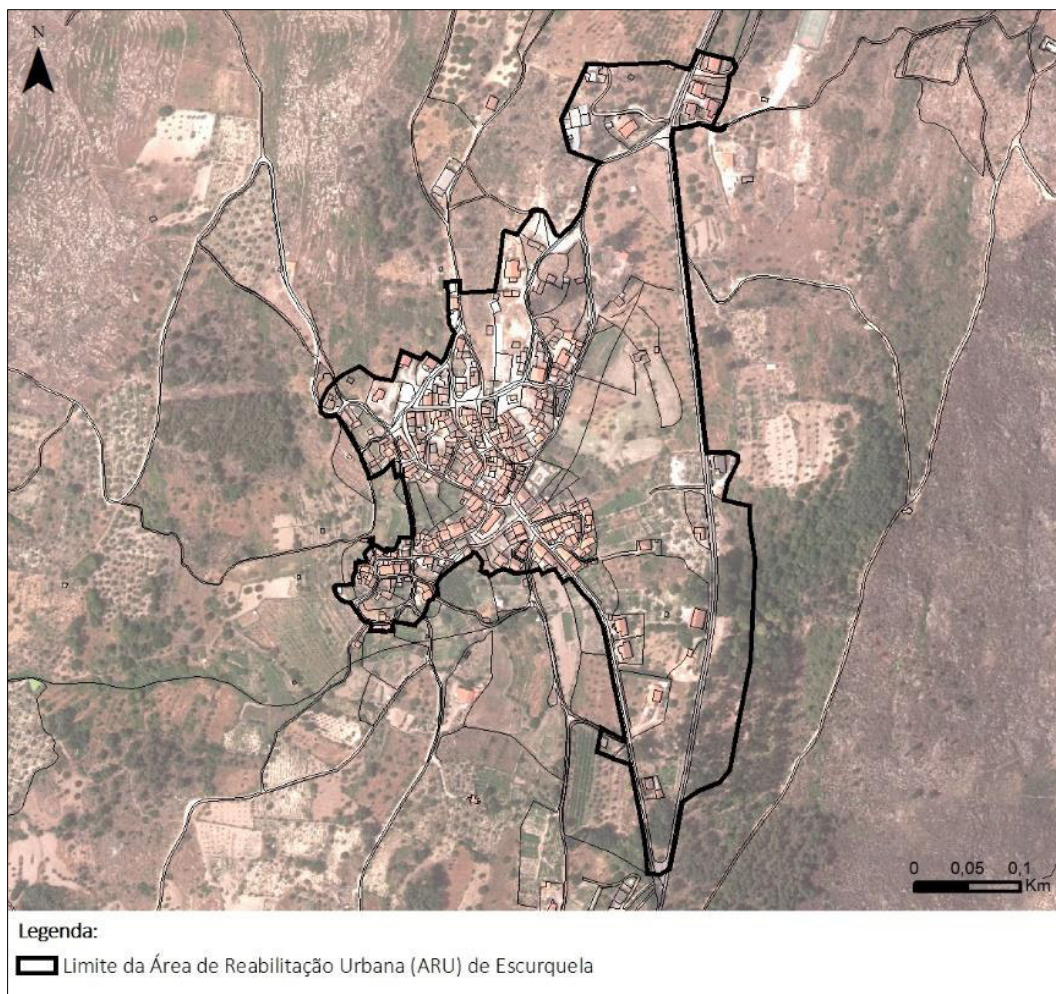 N
0 0,05 0,1
Km
Legenda:
Limite da Área de Reabilitação Urbana (ARU) de Escurquela